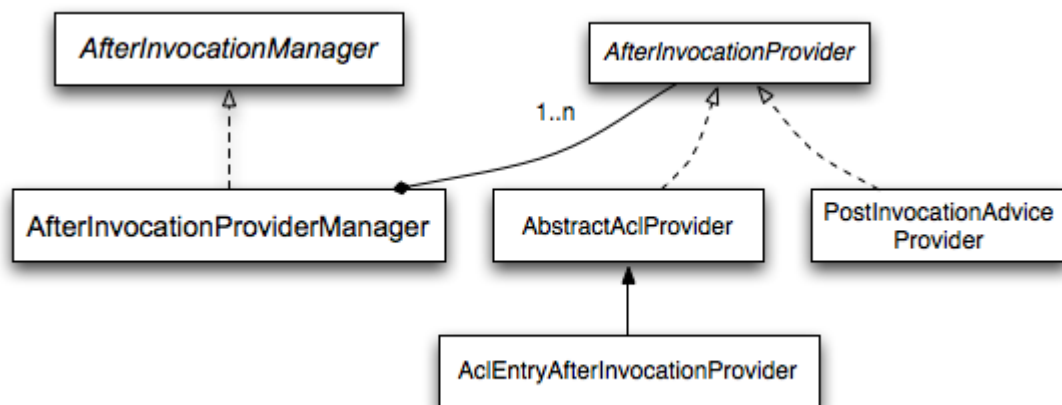 AfterInvocationManager
AfterInvocationProvider
1..n
AfterInvocationProviderManager
AbstractAclProvider
PostInvocationAdvice
Provider
AclEntryAfterInvocationProvider